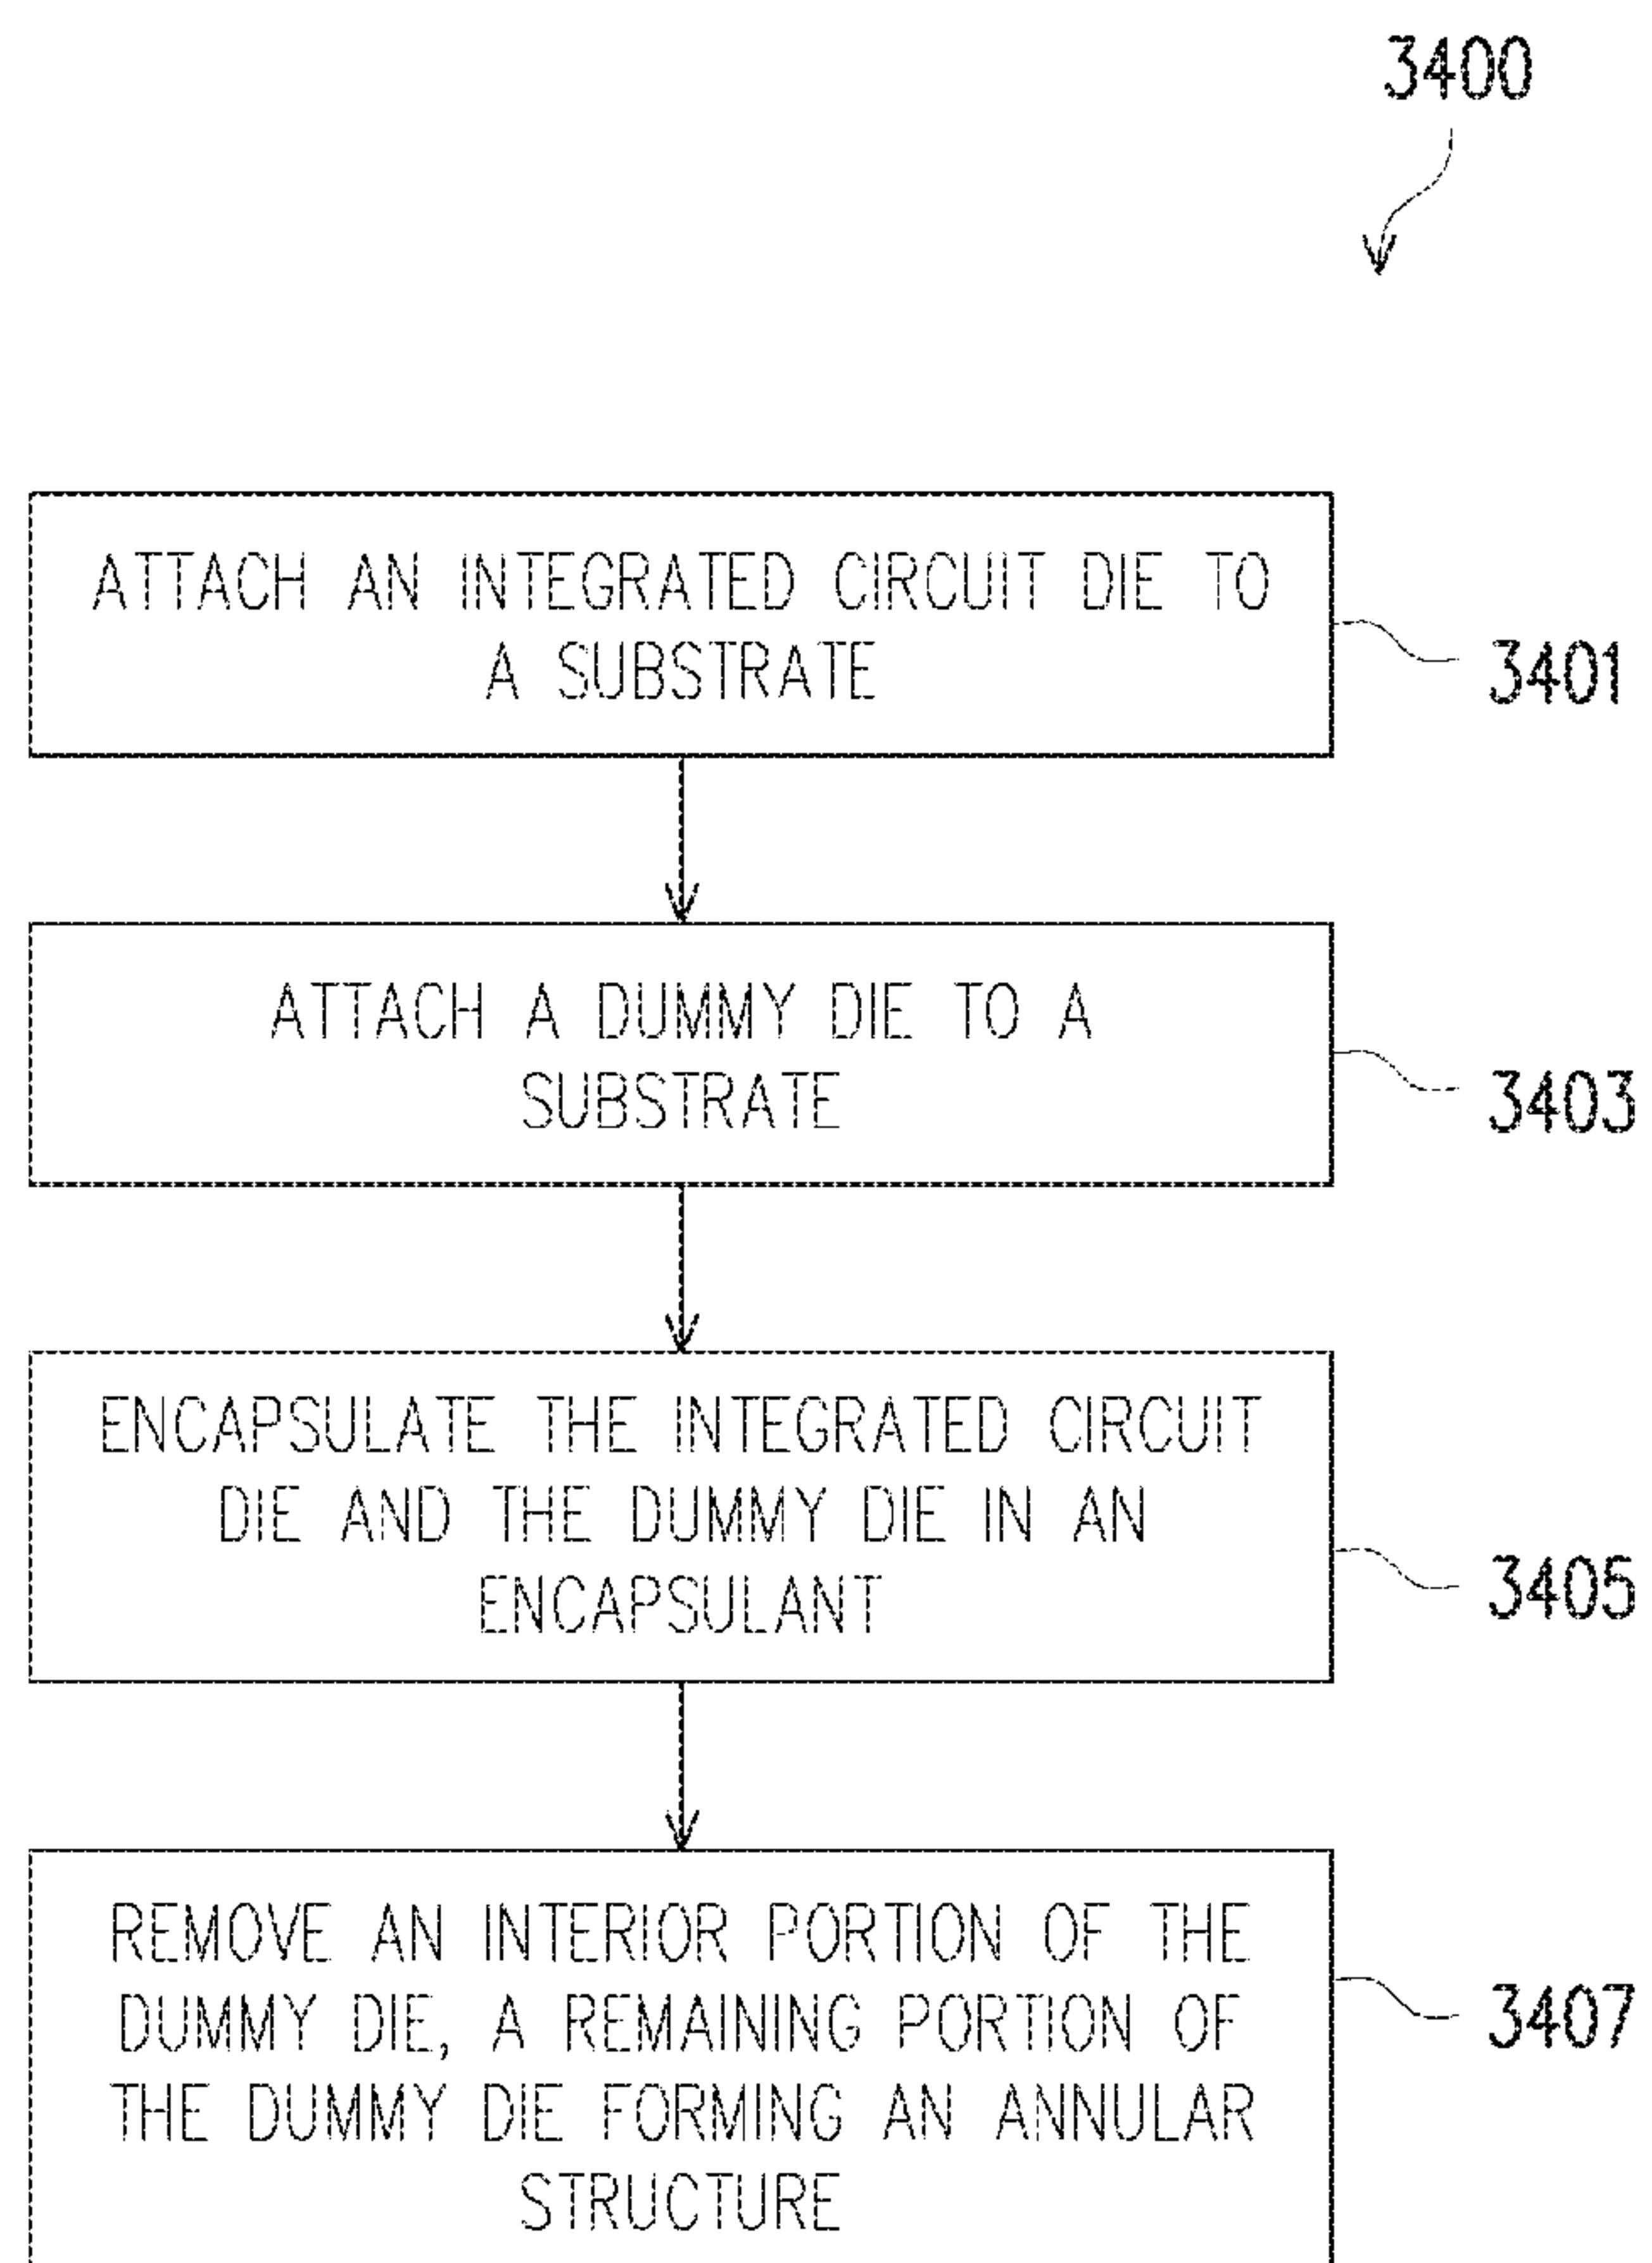 3400
ATTACH AN INTEGRATED CIRCUIT DIE TO
A SUBSTRATE
3401
ATTACH A DUMMY DIE TO A
SUBSTRATE
3403
ENCAPSULATE THE INTEGRATED CIRCUIT
DIE AND THE DUMMY DIE IN AN
ENCAPSULANT
3405
REMOVE AN INTERIOR PORTION OF THE
DUMMY DIE, A REMAINING PORTION OF
THE DUMMY DIE FORMING AN ANNULAR
STRUCTURE
3407